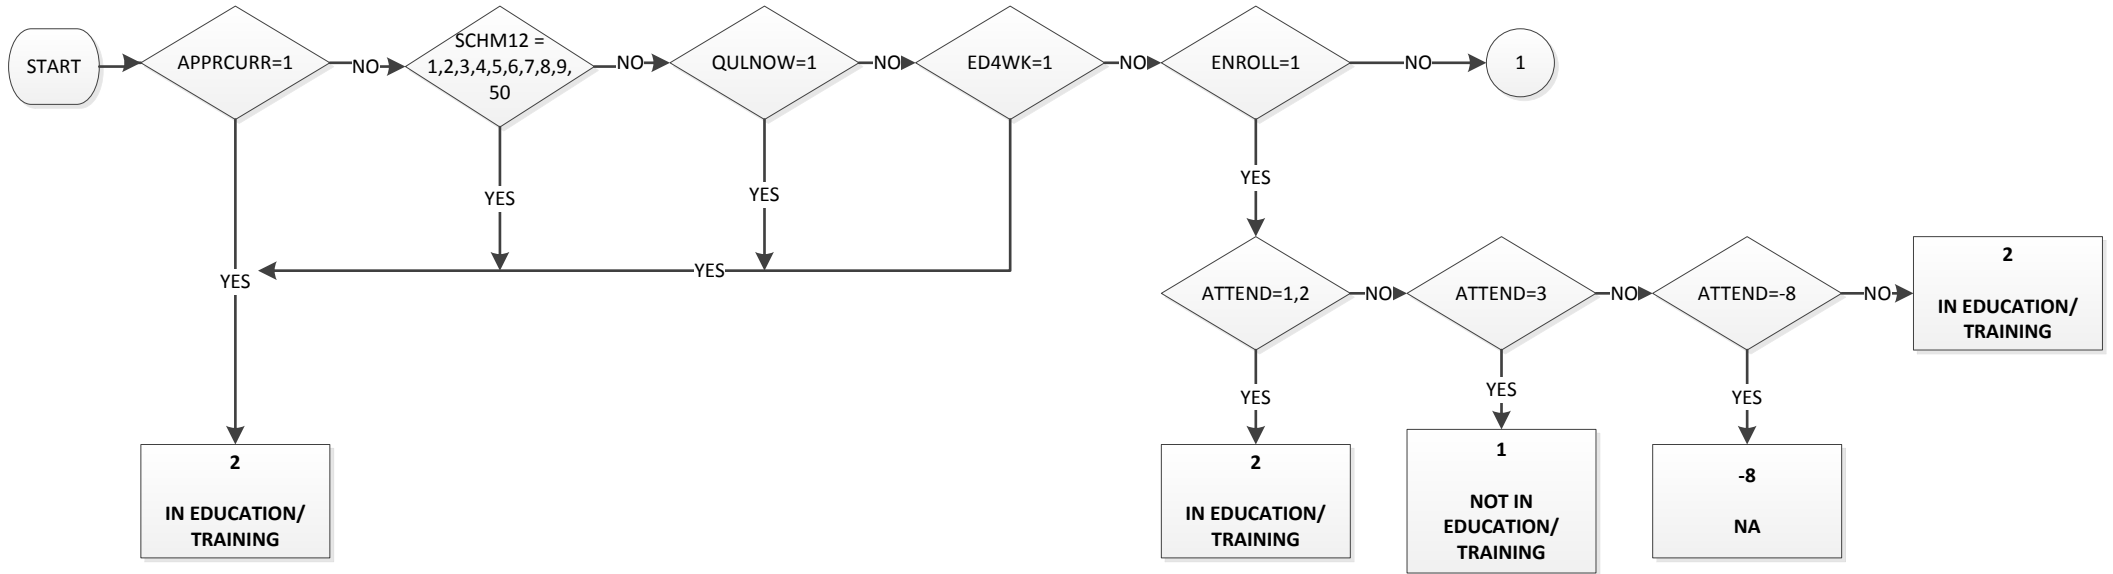 START
APPRCURR=1
NO
SCHM12 =
1,2,3,4,5,6,7,8,9,
50
NO
QULNOW=1
NO
ED4WK=1
NO
ENROLL=1
NO
1
YES
YES
YES
YES
YES
ATTEND=1,2
NO
ATTEND=3
NO
ATTEND=-8
NO
2
IN EDUCATION/
TRAINING
YES
YES
YES
2
IN EDUCATION/
TRAINING
2
IN EDUCATION/
TRAINING
1
NOT IN
EDUCATION/
TRAINING
-8
NA